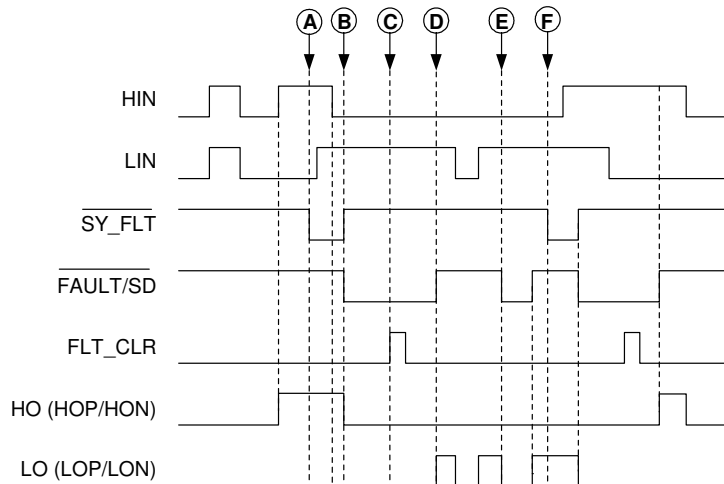 A B C D E F
HIN
LIN
SY_FLT
FAULT/SD
FLT_CLR
HO (HOP/HON)
LO (LOP/LON)